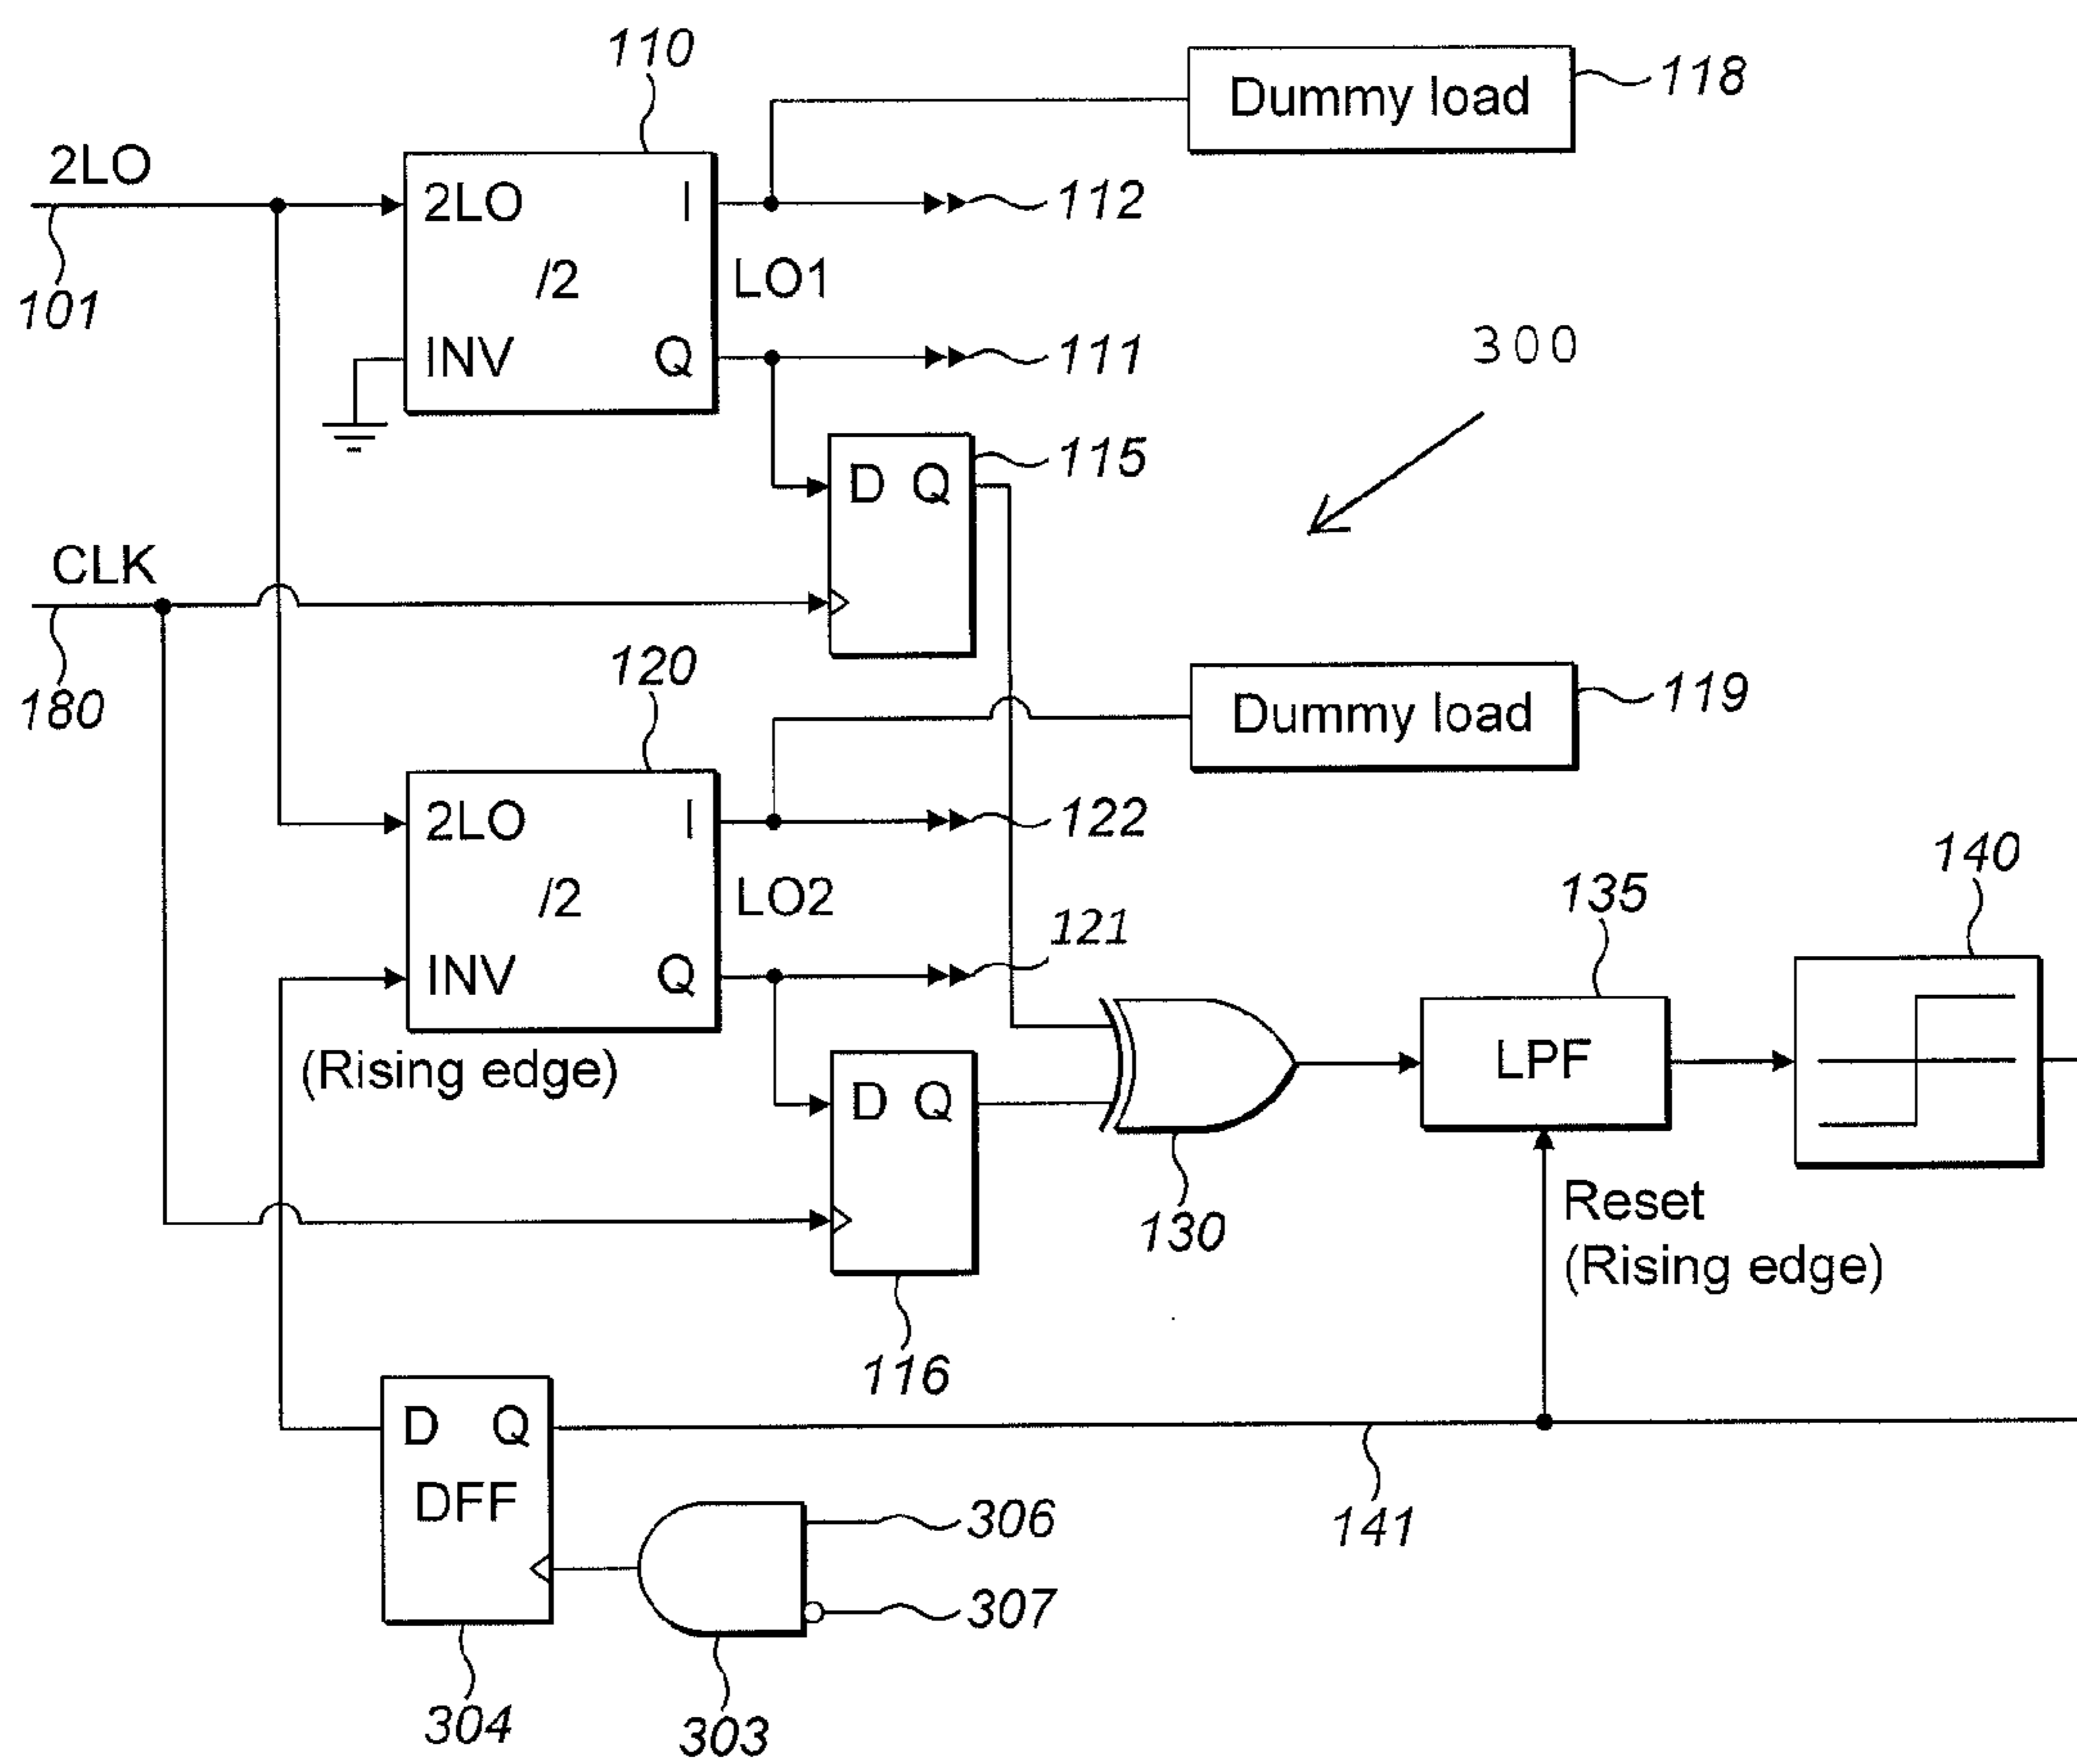 110
Dummy load
118
2LO
101
2LO
I
/2
INV
Q
LO1
112
111
300
D Q
115
CLK
180
120
Dummy load
119
2LO
I
/2
INV
Q
LO2
122
121
(Rising edge)
135
140
LPF
D Q
130
116
Reset
(Rising edge)
D Q
DFF
141
306
307
304
303